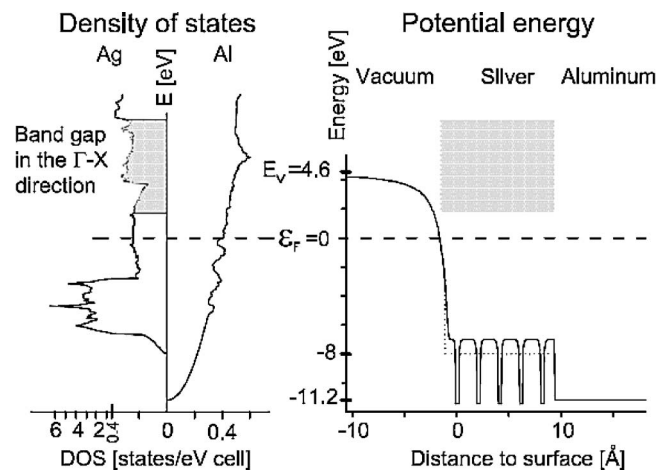 Density of states
Ag
E [eV]
Al
Band gap
in the Γ-X
direction
6 4 2 0.4 0 0.4
DOS [states/eV cell]
Potential energy
Energy [eV]
Vacuum Silver Aluminum
E_V=4.6
ε_F=0
-8
-11.2
-10 0 10
Distance to surface [Å]